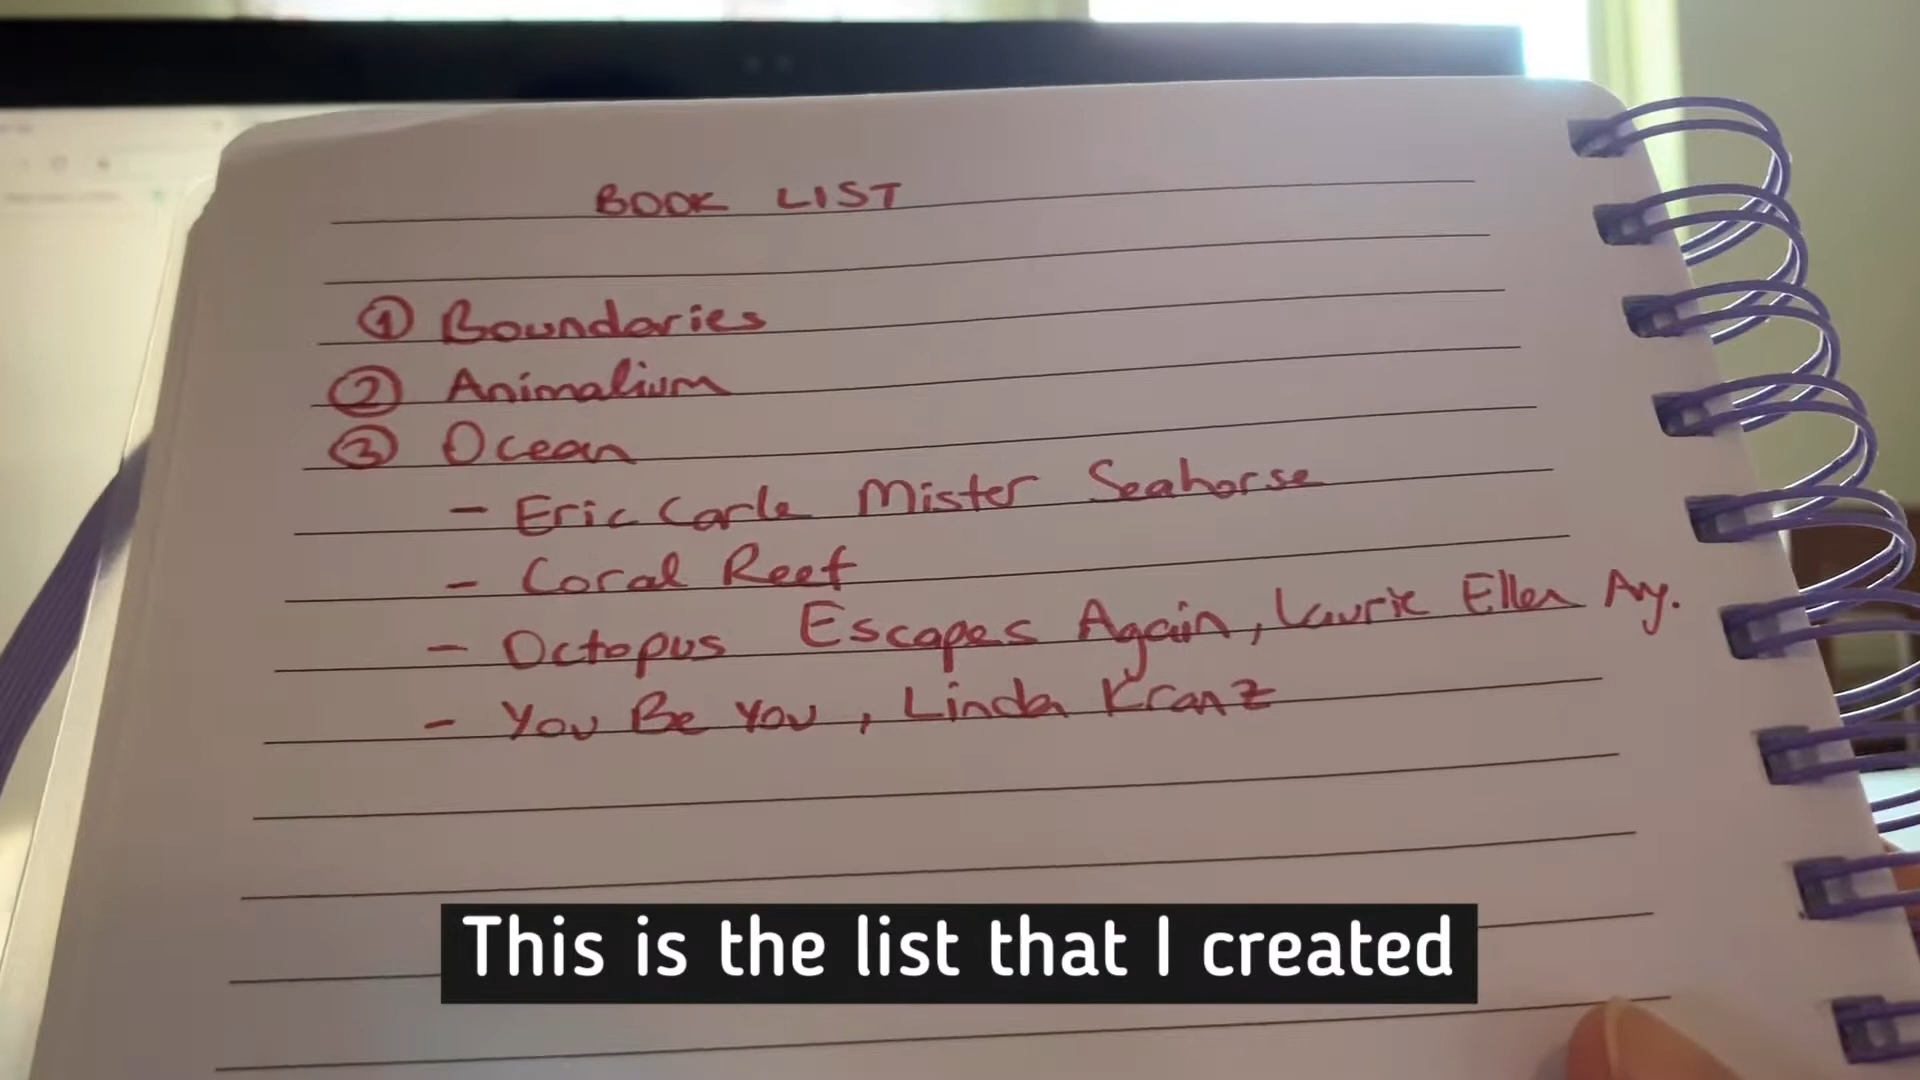 BOOK LIST
① Boundaries
② Animalium
③ Ocean
- Eric Carle Mister Seahorse
- Coral Reef
- Octopus Escapes Again, Laurie Ellen Ay.
- You Be You, Linda Kranz
This is the list that I created